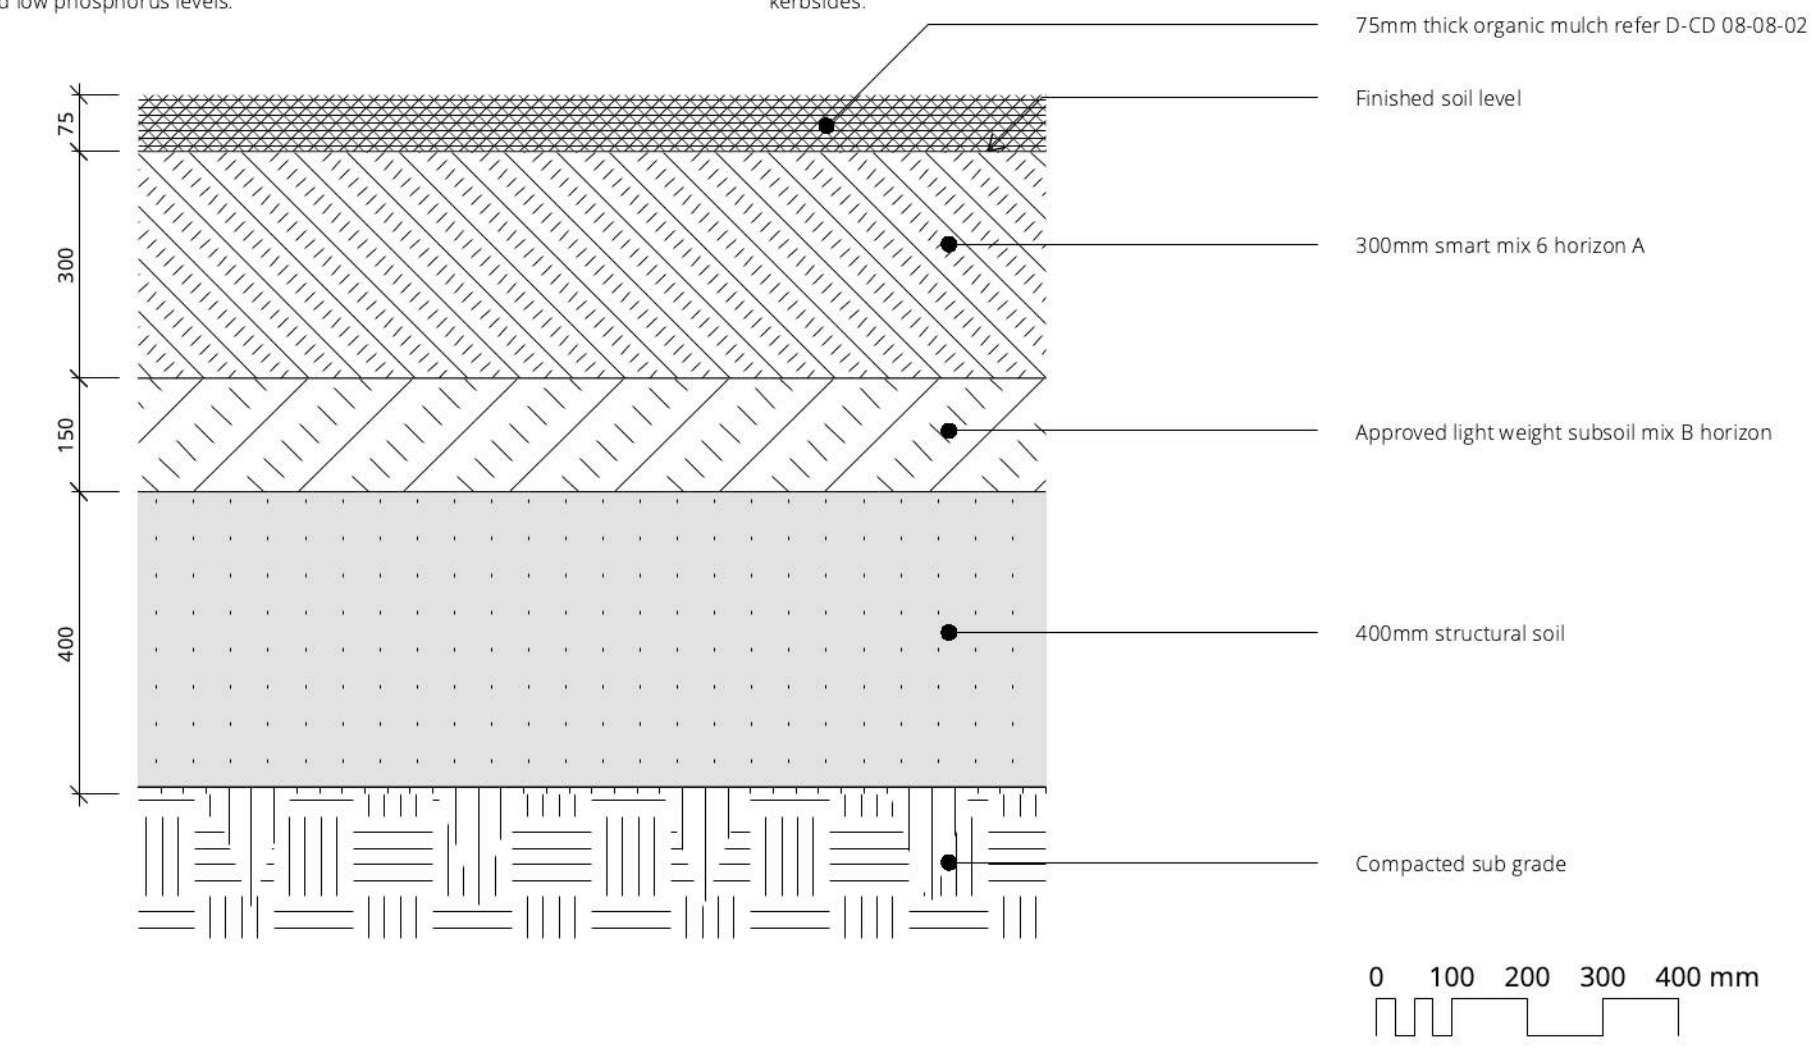 d low phosphorus levels.
kerbsides.
75mm thick organic mulch refer D-CD 08-08-02
75
Finished soil level
300
300mm smart mix 6 horizon A
150
Approved light weight subsoil mix B horizon
400
400mm structural soil
Compacted sub grade
0 100 200 300 400 mm